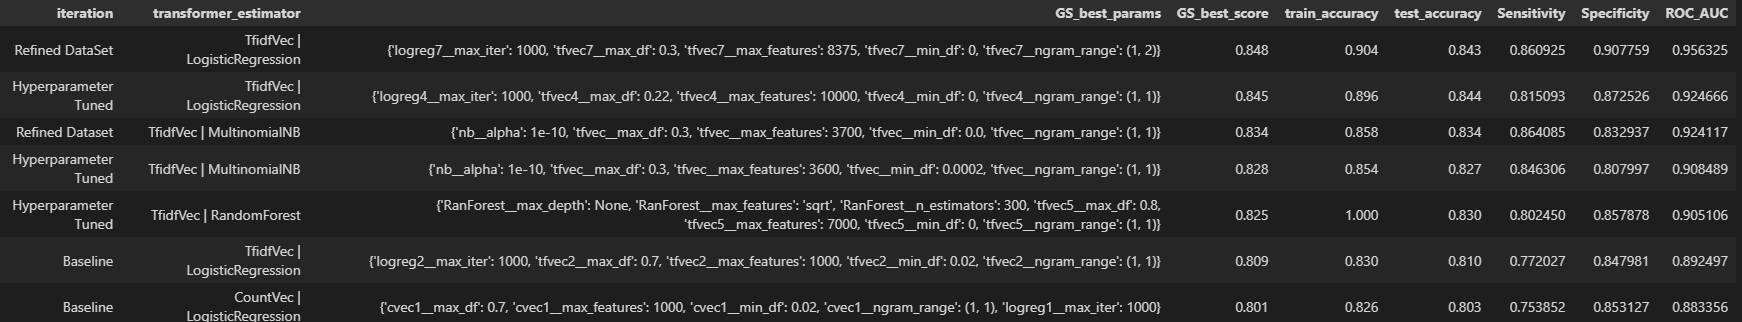 iteration transformer_estimator GS_best_params GS_best_score train_accuracy test_accuracy Sensitivity Specificity ROC_AUC
Refined DataSet TfidfVec | LogisticRegression {'logreg7__max_iter': 1000, 'tfvec7__max_df': 0.3, 'tfvec7__max_features': 8375, 'tfvec7__min_df': 0, 'tfvec7__ngram_range': (1, 2)} 0.848 0.904 0.843 0.860925 0.907759 0.956325
Hyperparameter Tuned TfidfVec | LogisticRegression {'logreg4__max_iter': 1000, 'tfvec4__max_df': 0.22, 'tfvec4__max_features': 10000, 'tfvec4__min_df': 0, 'tfvec4__ngram_range': (1, 1)} 0.845 0.896 0.844 0.815093 0.872526 0.924666
Refined Dataset TfidfVec | MultinomialNB {'nb__alpha': 1e-10, 'tfvec__max_df': 0.3, 'tfvec__max_features': 3700, 'tfvec__min_df': 0.0, 'tfvec__ngram_range': (1, 1)} 0.834 0.858 0.834 0.864085 0.832937 0.924117
Hyperparameter Tuned TfidfVec | MultinomialNB {'nb__alpha': 1e-10, 'tfvec__max_df': 0.3, 'tfvec__max_features': 3600, 'tfvec__min_df': 0.0002, 'tfvec__ngram_range': (1, 1)} 0.828 0.854 0.827 0.846306 0.807997 0.908489
Hyperparameter Tuned TfidfVec | RandomForest {'RanForest__max_depth': None, 'RanForest__max_features': 'sqrt', 'RanForest__n_estimators': 300, 'tfvec5__max_df': 0.8, 'tfvec5__max_features': 7000, 'tfvec5__min_df': 0, 'tfvec5__ngram_range': (1, 1)} 0.825 1.000 0.830 0.802450 0.857878 0.905106
Baseline TfidfVec | LogisticRegression {'logreg2__max_iter': 1000, 'tfvec2__max_df': 0.7, 'tfvec2__max_features': 1000, 'tfvec2__min_df': 0.02, 'tfvec2__ngram_range': (1, 1)} 0.809 0.830 0.810 0.772027 0.847981 0.892497
Baseline CountVec | LogisticRegression {'cvec1__max_df': 0.7, 'cvec1__max_features': 1000, 'cvec1__min_df': 0.02, 'cvec1__ngram_range': (1, 1), 'logreg1__max_iter': 1000} 0.801 0.826 0.803 0.753852 0.853127 0.883356